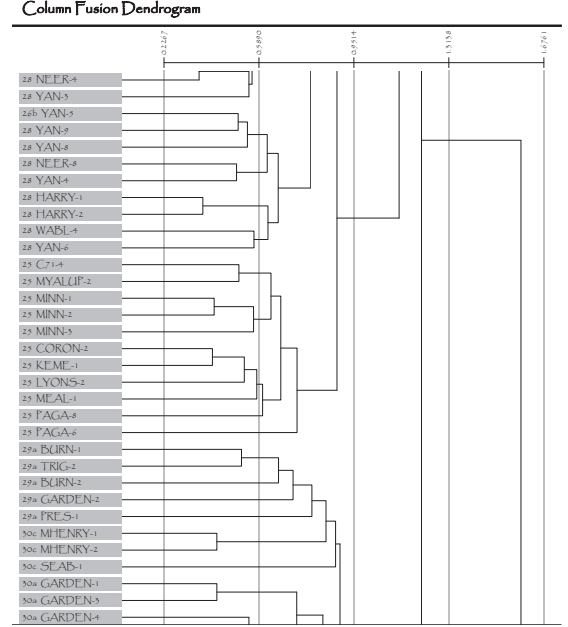 Column Fusion Dendrogram
0.2267 0.5890 0.9514 1.3138 1.6761
28 NEER-4
28 YAN-3
26b YAN-5
28 YAN-9
28 YAN-8
28 NEER-8
28 YAN-4
28 HARRY-1
28 HARRY-2
28 WABL-4
28 YAN-6
25 C71-4
25 MYALUP-2
25 MINN-1
25 MINN-2
25 MINN-3
25 CORON-2
25 KEME-1
25 LYONS-2
25 MEAL-1
25 PAGA-8
25 PAGA-6
29a BURN-1
29a TRIG-2
29a BURN-2
29a GARDEN-2
29a PRES-1
30c MHENRY-1
30c MHENRY-2
30c SEAB-1
30a GARDEN-1
30a GARDEN-3
30a GARDEN-4